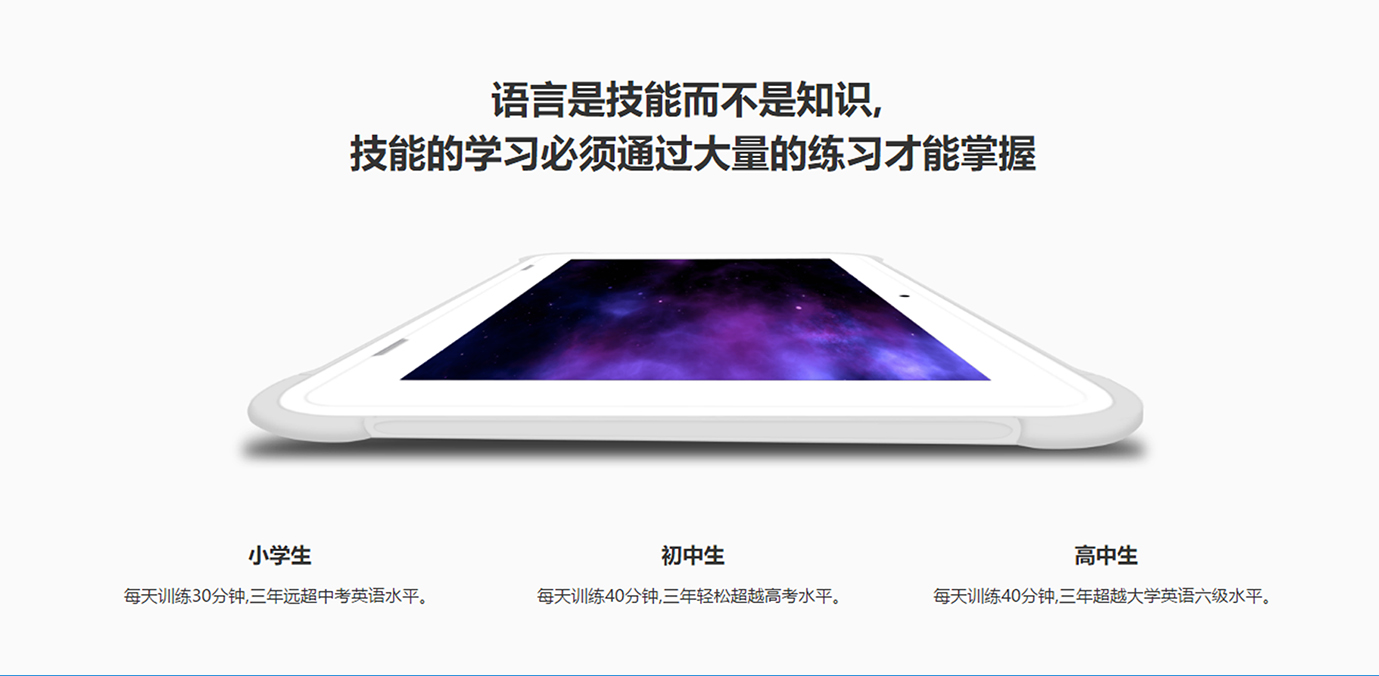 语言是技能而不是知识,
技能的学习必须通过大量的练习才能掌握
小学生
每天训练30分钟,三年远超中考英语水平。
初中生
每天训练40分钟,三年轻松超越高考水平。
高中生
每天训练40分钟,三年超越大学英语六级水平。